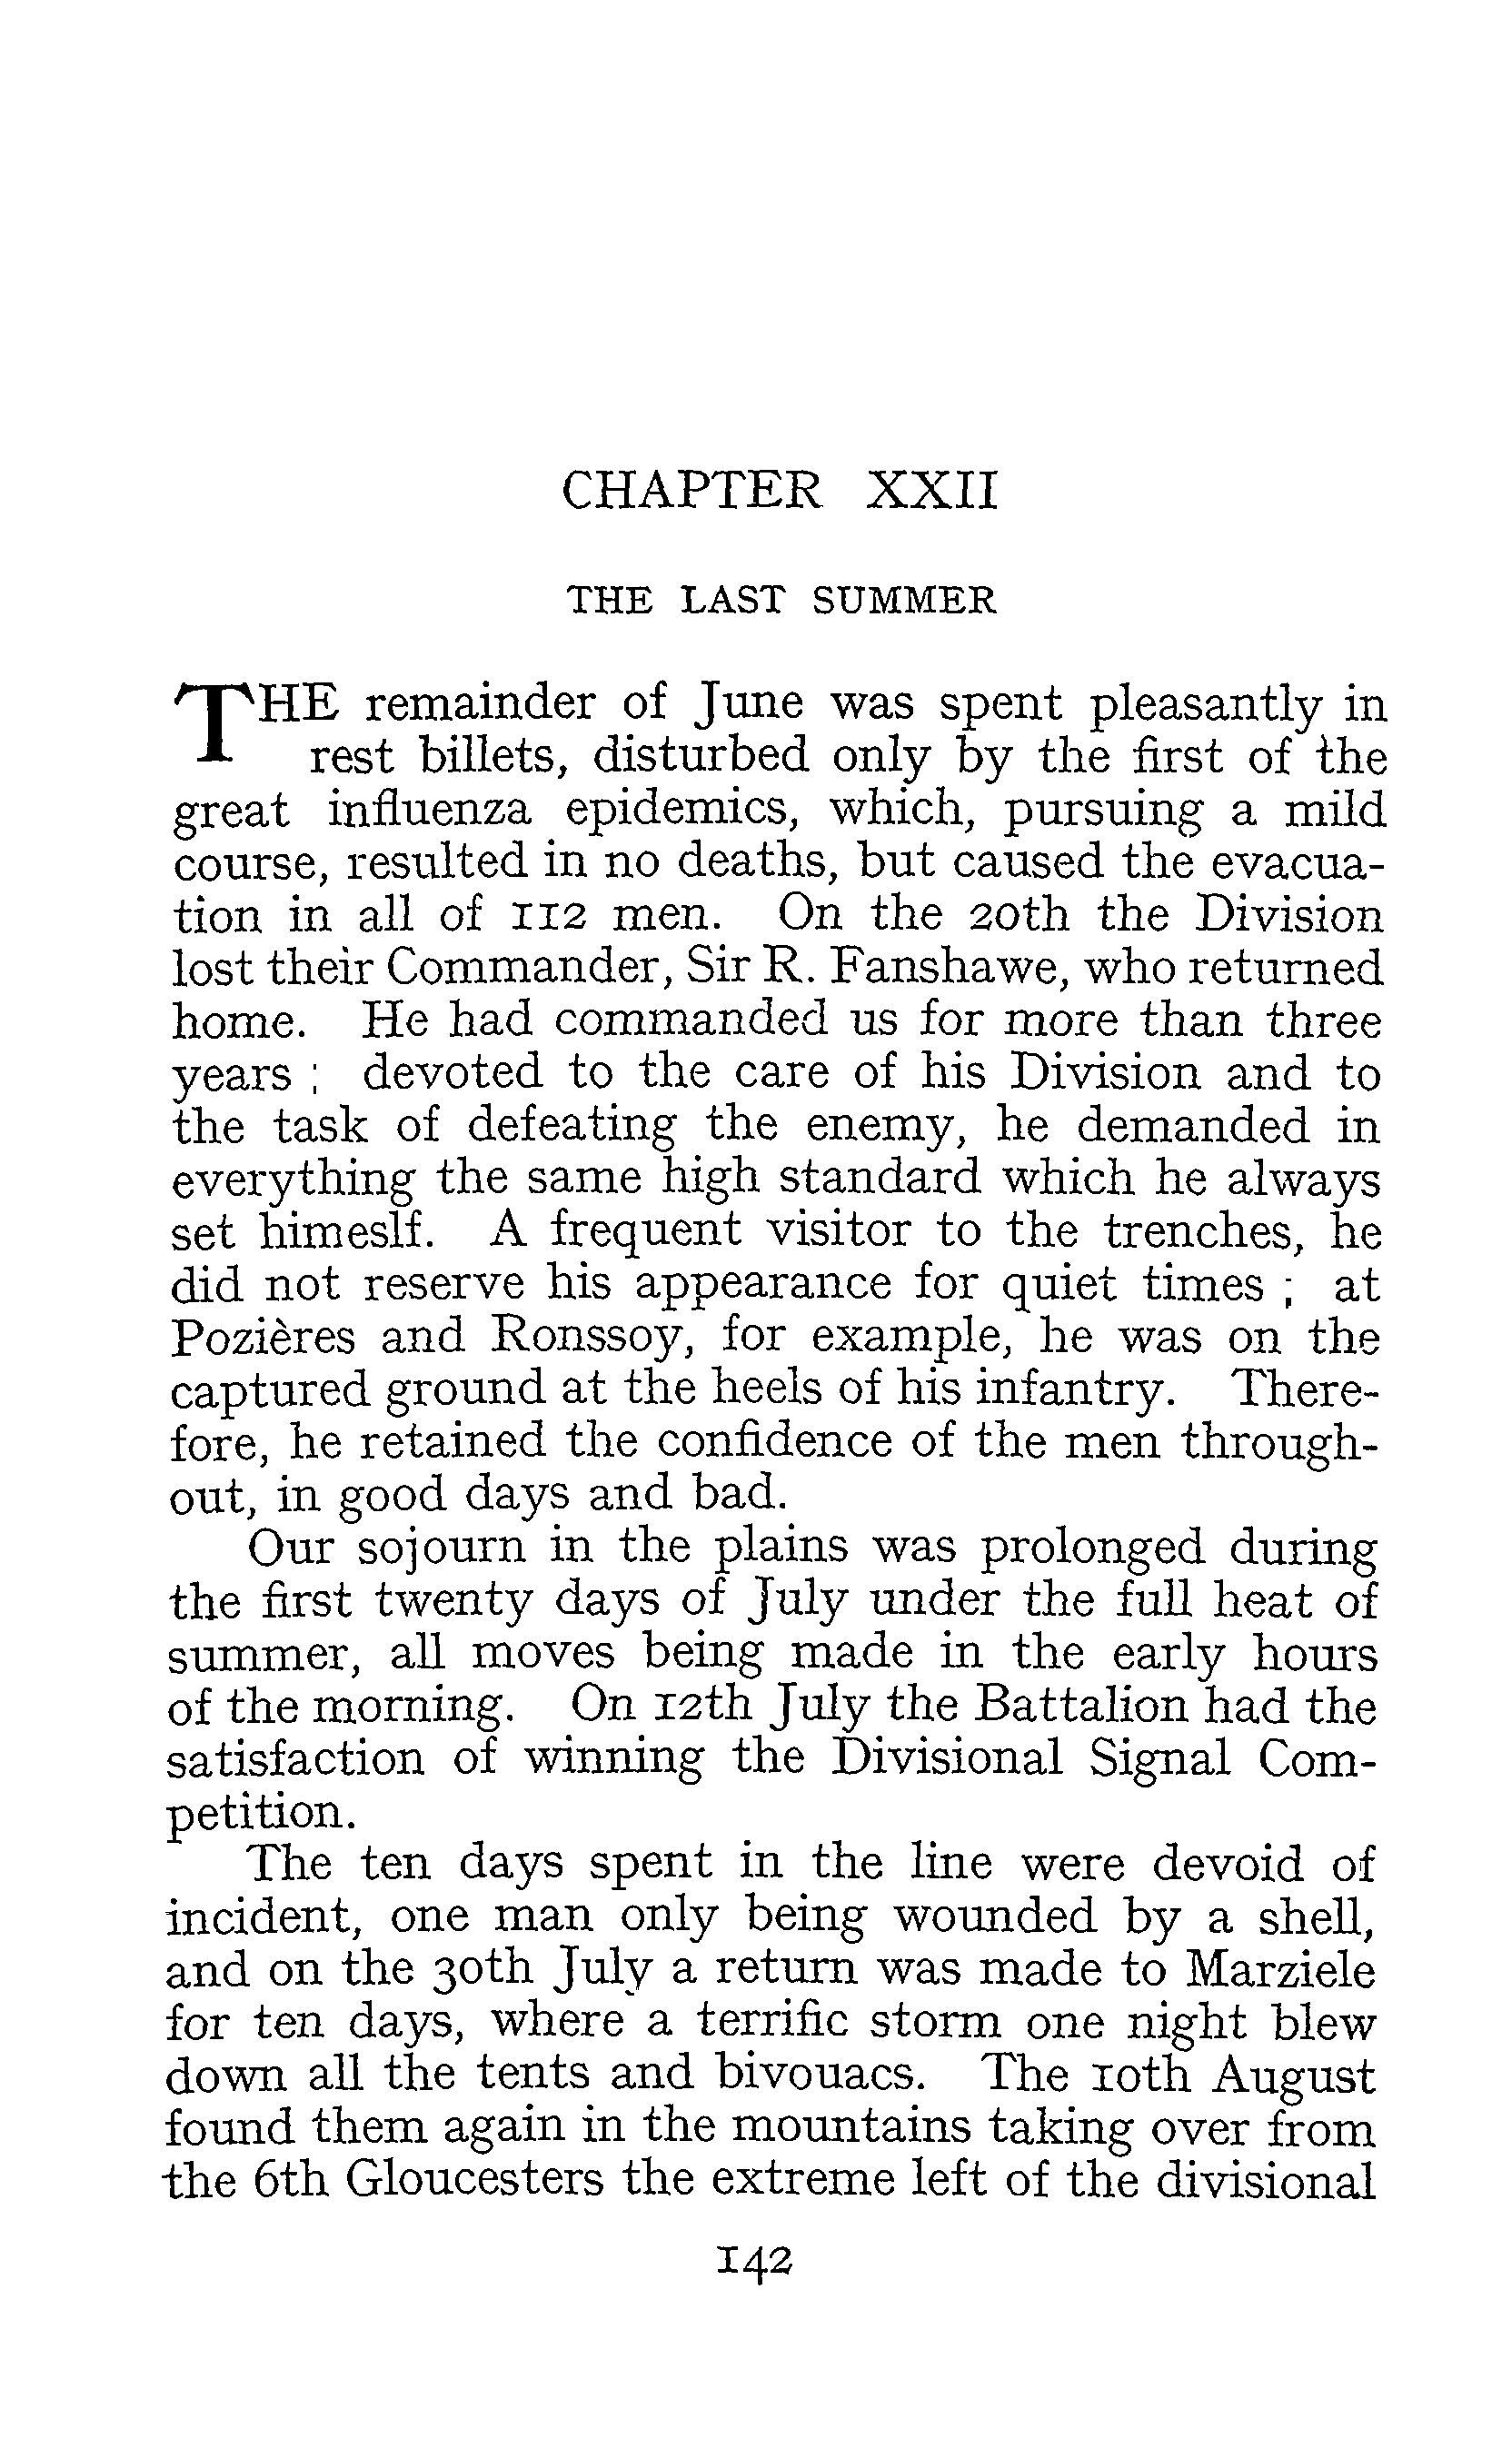 CHAPTER XXII
THE LAST SUMMER
THE remainder of June was spent pleasantly in
rest billets, disturbed only by the first of the
great influenza epidemics, which, pursuing a mild
course, resulted in no deaths, but caused the evacua-
tion in all of 112 men. On the 20th the Division
lost their Commander, Sir R. Fanshawe, who returned
home. He had commanded us for more than three
years ; devoted to the care of his Division and to
the task of defeating the enemy, he demanded in
everything the same high standard which he always
set himeslf. A frequent visitor to the trenches, he
did not reserve his appearance for quiet times ; at
Pozières and Ronssoy, for example, he was on the
captured ground at the heels of his infantry. There-
fore, he retained the confidence of the men through-
out, in good days and bad.
Our sojourn in the plains was prolonged during
the first twenty days of July under the full heat of
summer, all moves being made in the early hours
of the morning. On 12th July the Battalion had the
satisfaction of winning the Divisional Signal Com-
petition.
The ten days spent in the line were devoid of
incident, one man only being wounded by a shell,
and on the 30th July a return was made to Marziele
for ten days, where a terrific storm one night blew
down all the tents and bivouacs. The 10th August
found them again in the mountains taking over from
the 6th Gloucesters the extreme left of the divisional
142